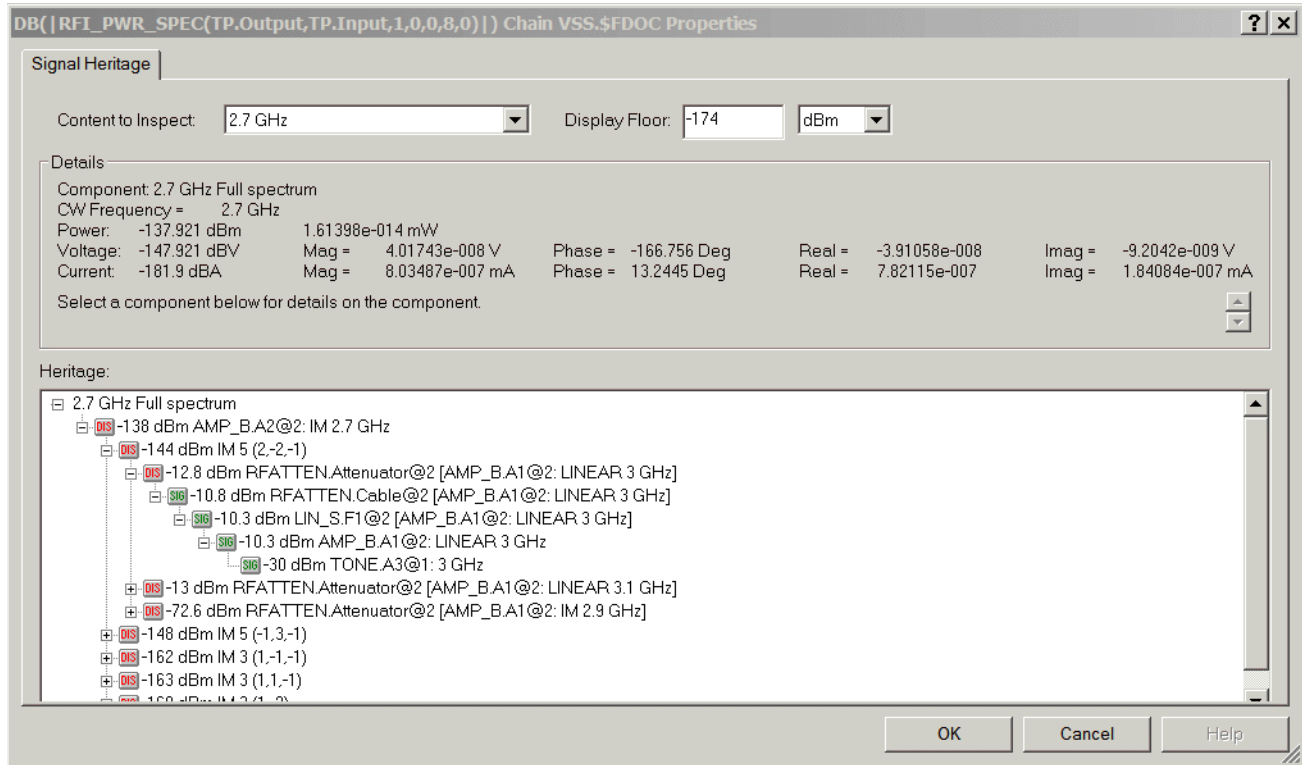 DB(|RFI_PWR_SPEC(TP.Output,TP.Input,1,0,0,8,0)|) Chain VSS.$FDOC Properties
Signal Heritage
Content to Inspect: 2.7 GHz Display Floor: -174 dBm
Details
Component: 2.7 GHz Full spectrum
CW Frequency = 2.7 GHz
Power: -137.921 dBm 1.61398e-014 mW
Voltage: -147.921 dBV Mag = 4.01743e-008 V Phase = -166.756 Deg Real = -3.91058e-008 Imag = -9.2042e-009 V
Current: -181.9 dBA Mag = 8.03487e-007 mA Phase = 13.2445 Deg Real = 7.82115e-007 Imag = 1.84084e-007 mA
Select a component below for details on the component.
Heritage:
2.7 GHz Full spectrum
DIS -138 dBm AMP_B.A2@2: IM 2.7 GHz
DIS -144 dBm IM 5 (2,-2,-1)
DIS -12.8 dBm RFATTEN.Attenuator@2 [AMP_B.A1@2: LINEAR 3 GHz]
SIG -10.8 dBm RFATTEN.Cable@2 [AMP_B.A1@2: LINEAR 3 GHz]
SIG -10.3 dBm LIN_S.F1@2 [AMP_B.A1@2: LINEAR 3 GHz]
SIG -10.3 dBm AMP_B.A1@2: LINEAR 3 GHz
SIG -30 dBm TONE.A3@1: 3 GHz
DIS -13 dBm RFATTEN.Attenuator@2 [AMP_B.A1@2: LINEAR 3.1 GHz]
DIS -72.6 dBm RFATTEN.Attenuator@2 [AMP_B.A1@2: IM 2.9 GHz]
DIS -148 dBm IM 5 (-1,3,-1)
DIS -162 dBm IM 3 (1,-1,-1)
DIS -163 dBm IM 3 (1,1,-1)
OK Cancel Help